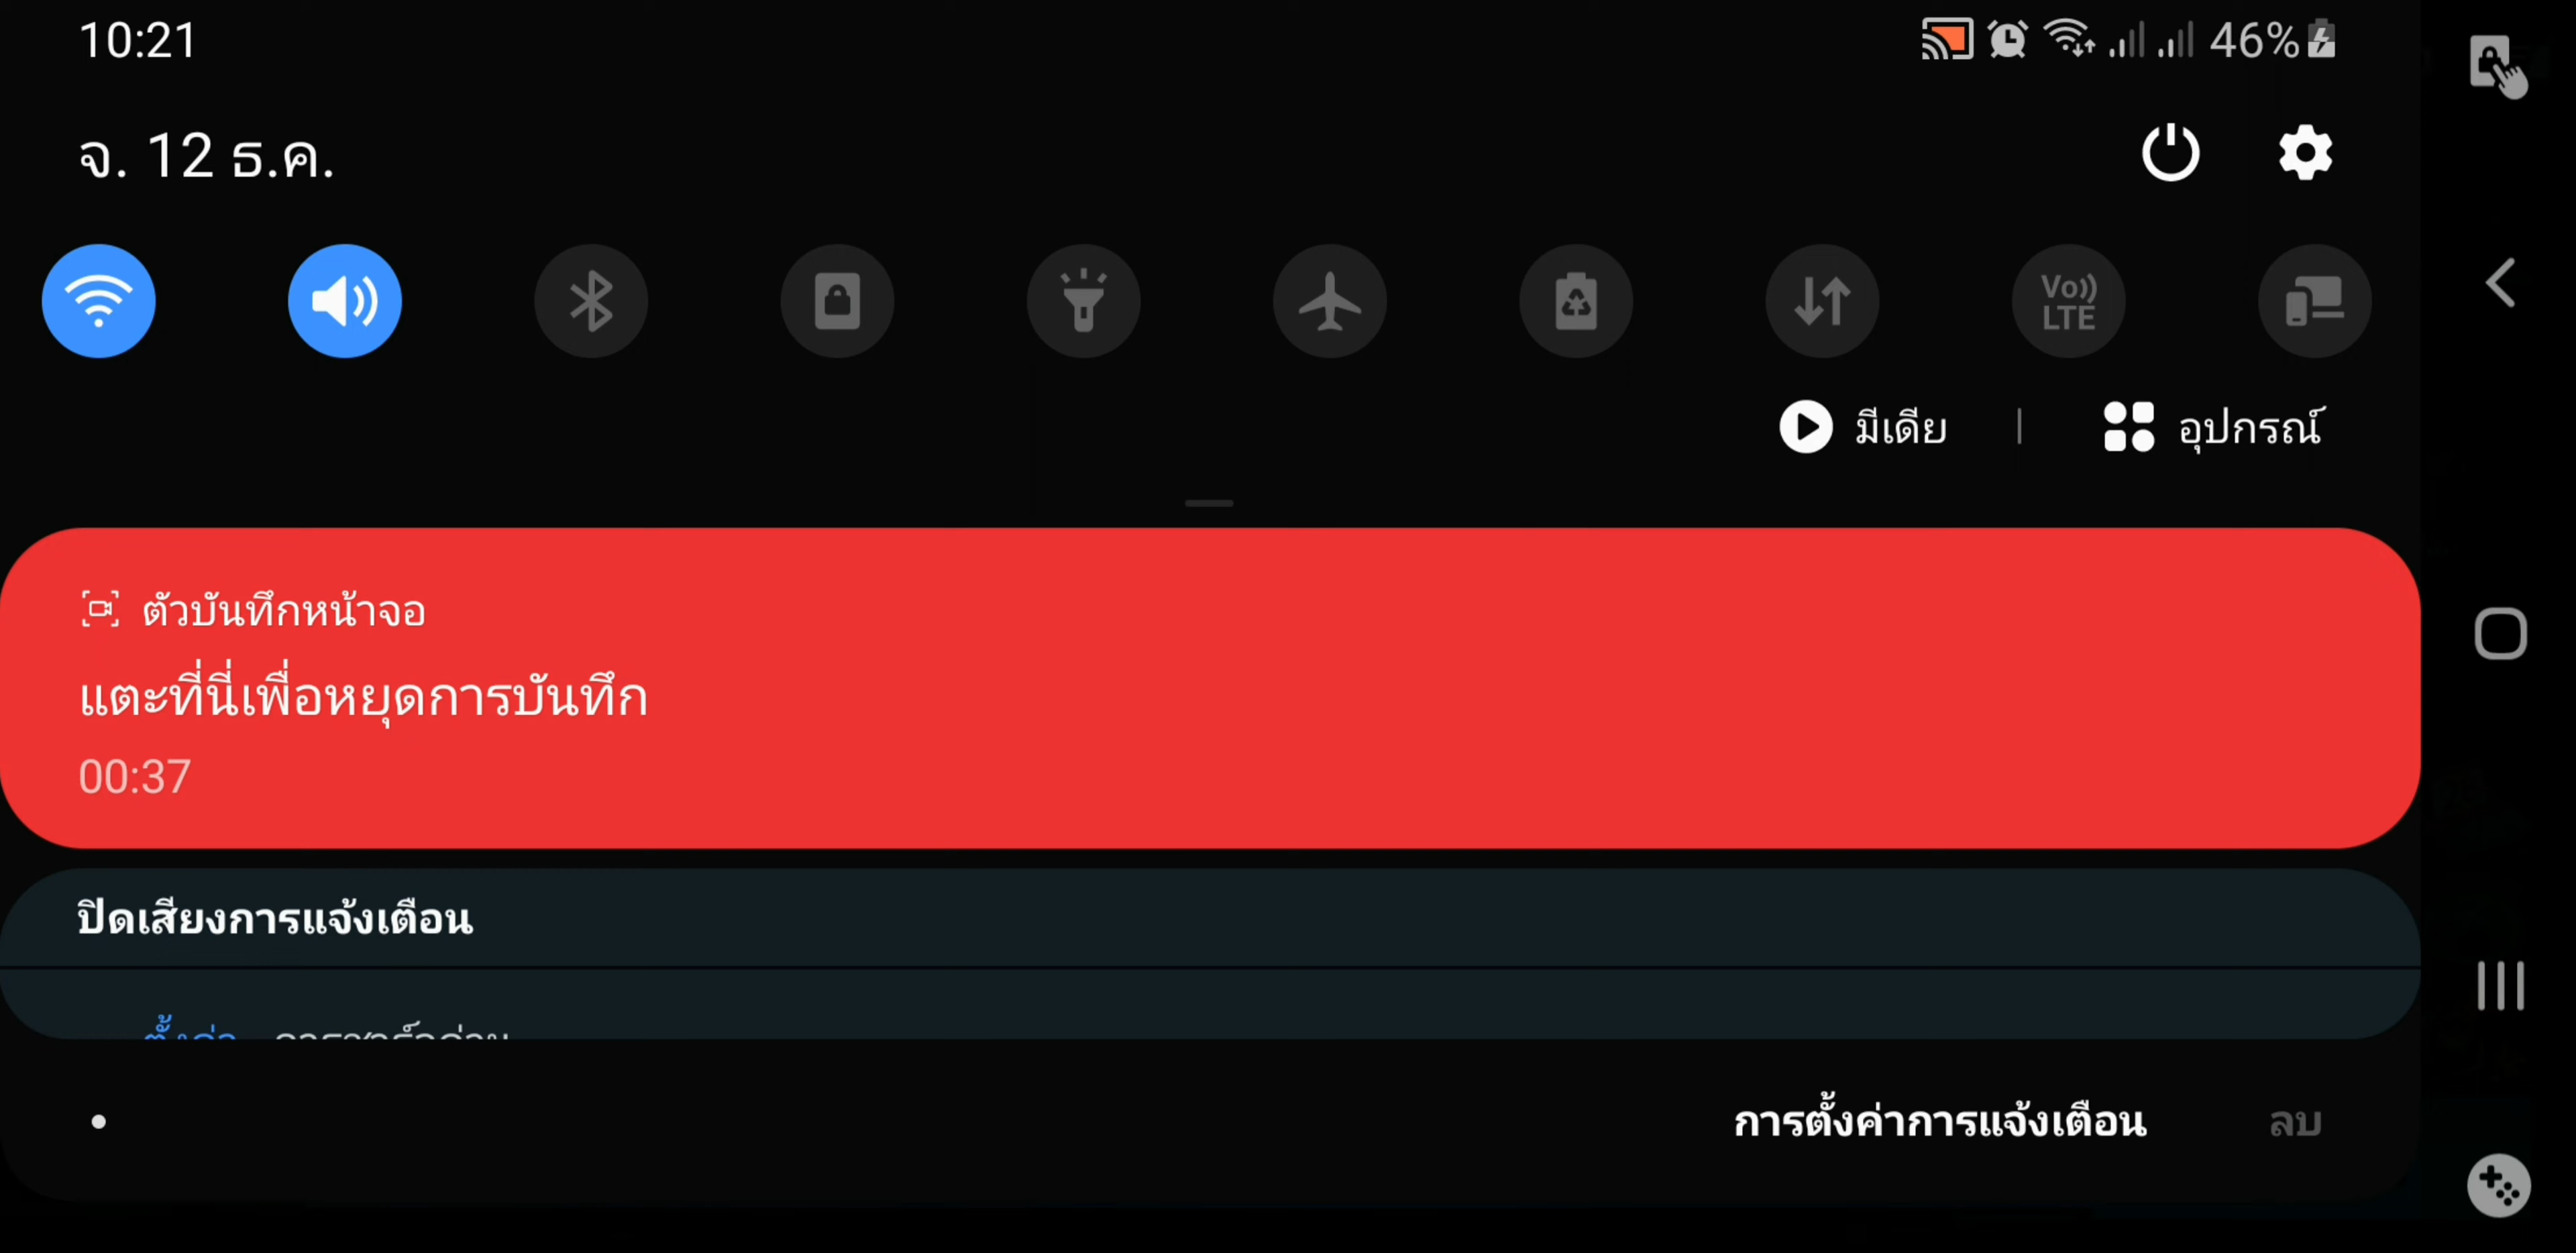 10:21
46%
จ. 12 ธ.ค.
Vo)) LTE
มีเดีย | อุปกรณ์
ตัวบันทึกหน้าจอ
แตะที่นี่เพื่อหยุดการบันทึก
00:37
ปิดเสียงการแจ้งเตือน
การตั้งค่าการแจ้งเตือน
ลบ